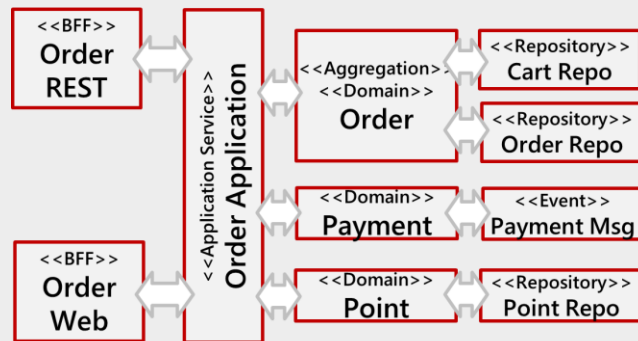 <<BFF>>
Order
REST
<<BFF>>
Order
Web
<<Application Service>>
Order Application
<<Aggregation>>
<<Domain>>
Order
<<Domain>>
Payment
<<Domain>>
Point
<<Repository>>
Cart Repo
<<Repository>>
Order Repo
<<Event>>
Payment Msg
<<Repository>>
Point Repo